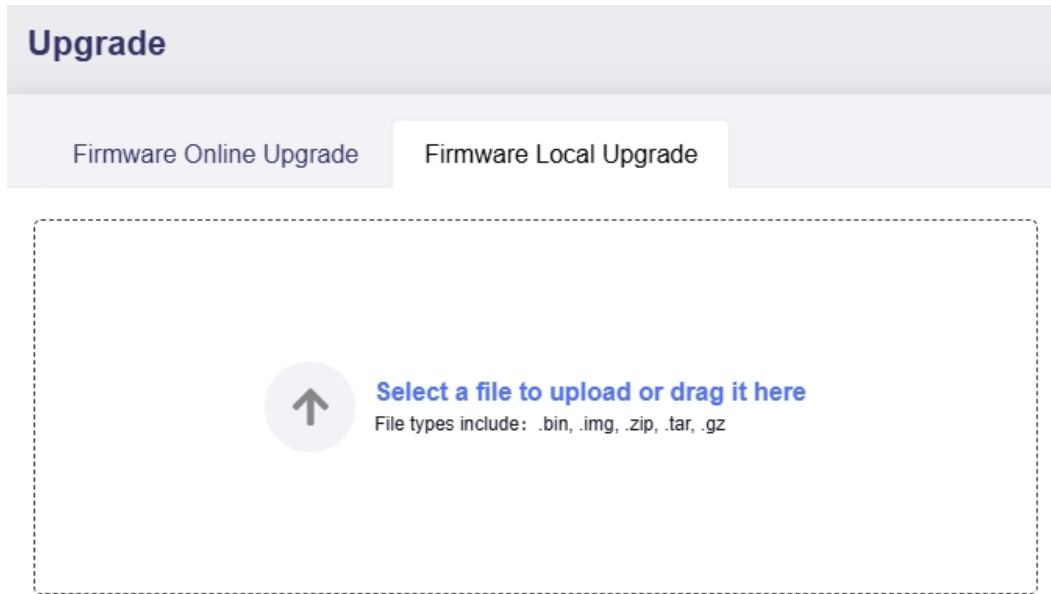 Upgrade
Firmware Online Upgrade
Firmware Local Upgrade
Select a file to upload or drag it here
File types include：.bin, .img, .zip, .tar, .gz